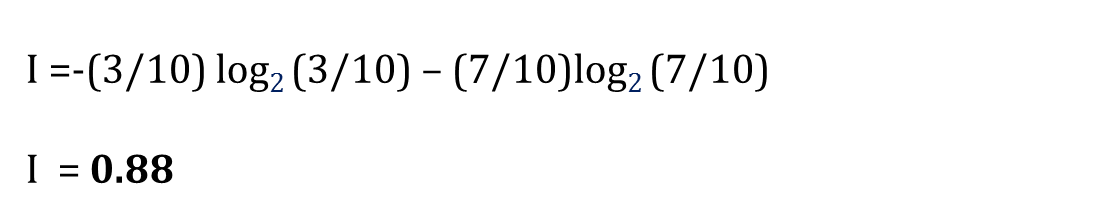 I =-(3/10) log₂ (3/10) – (7/10)log₂ (7/10)
I = 0.88